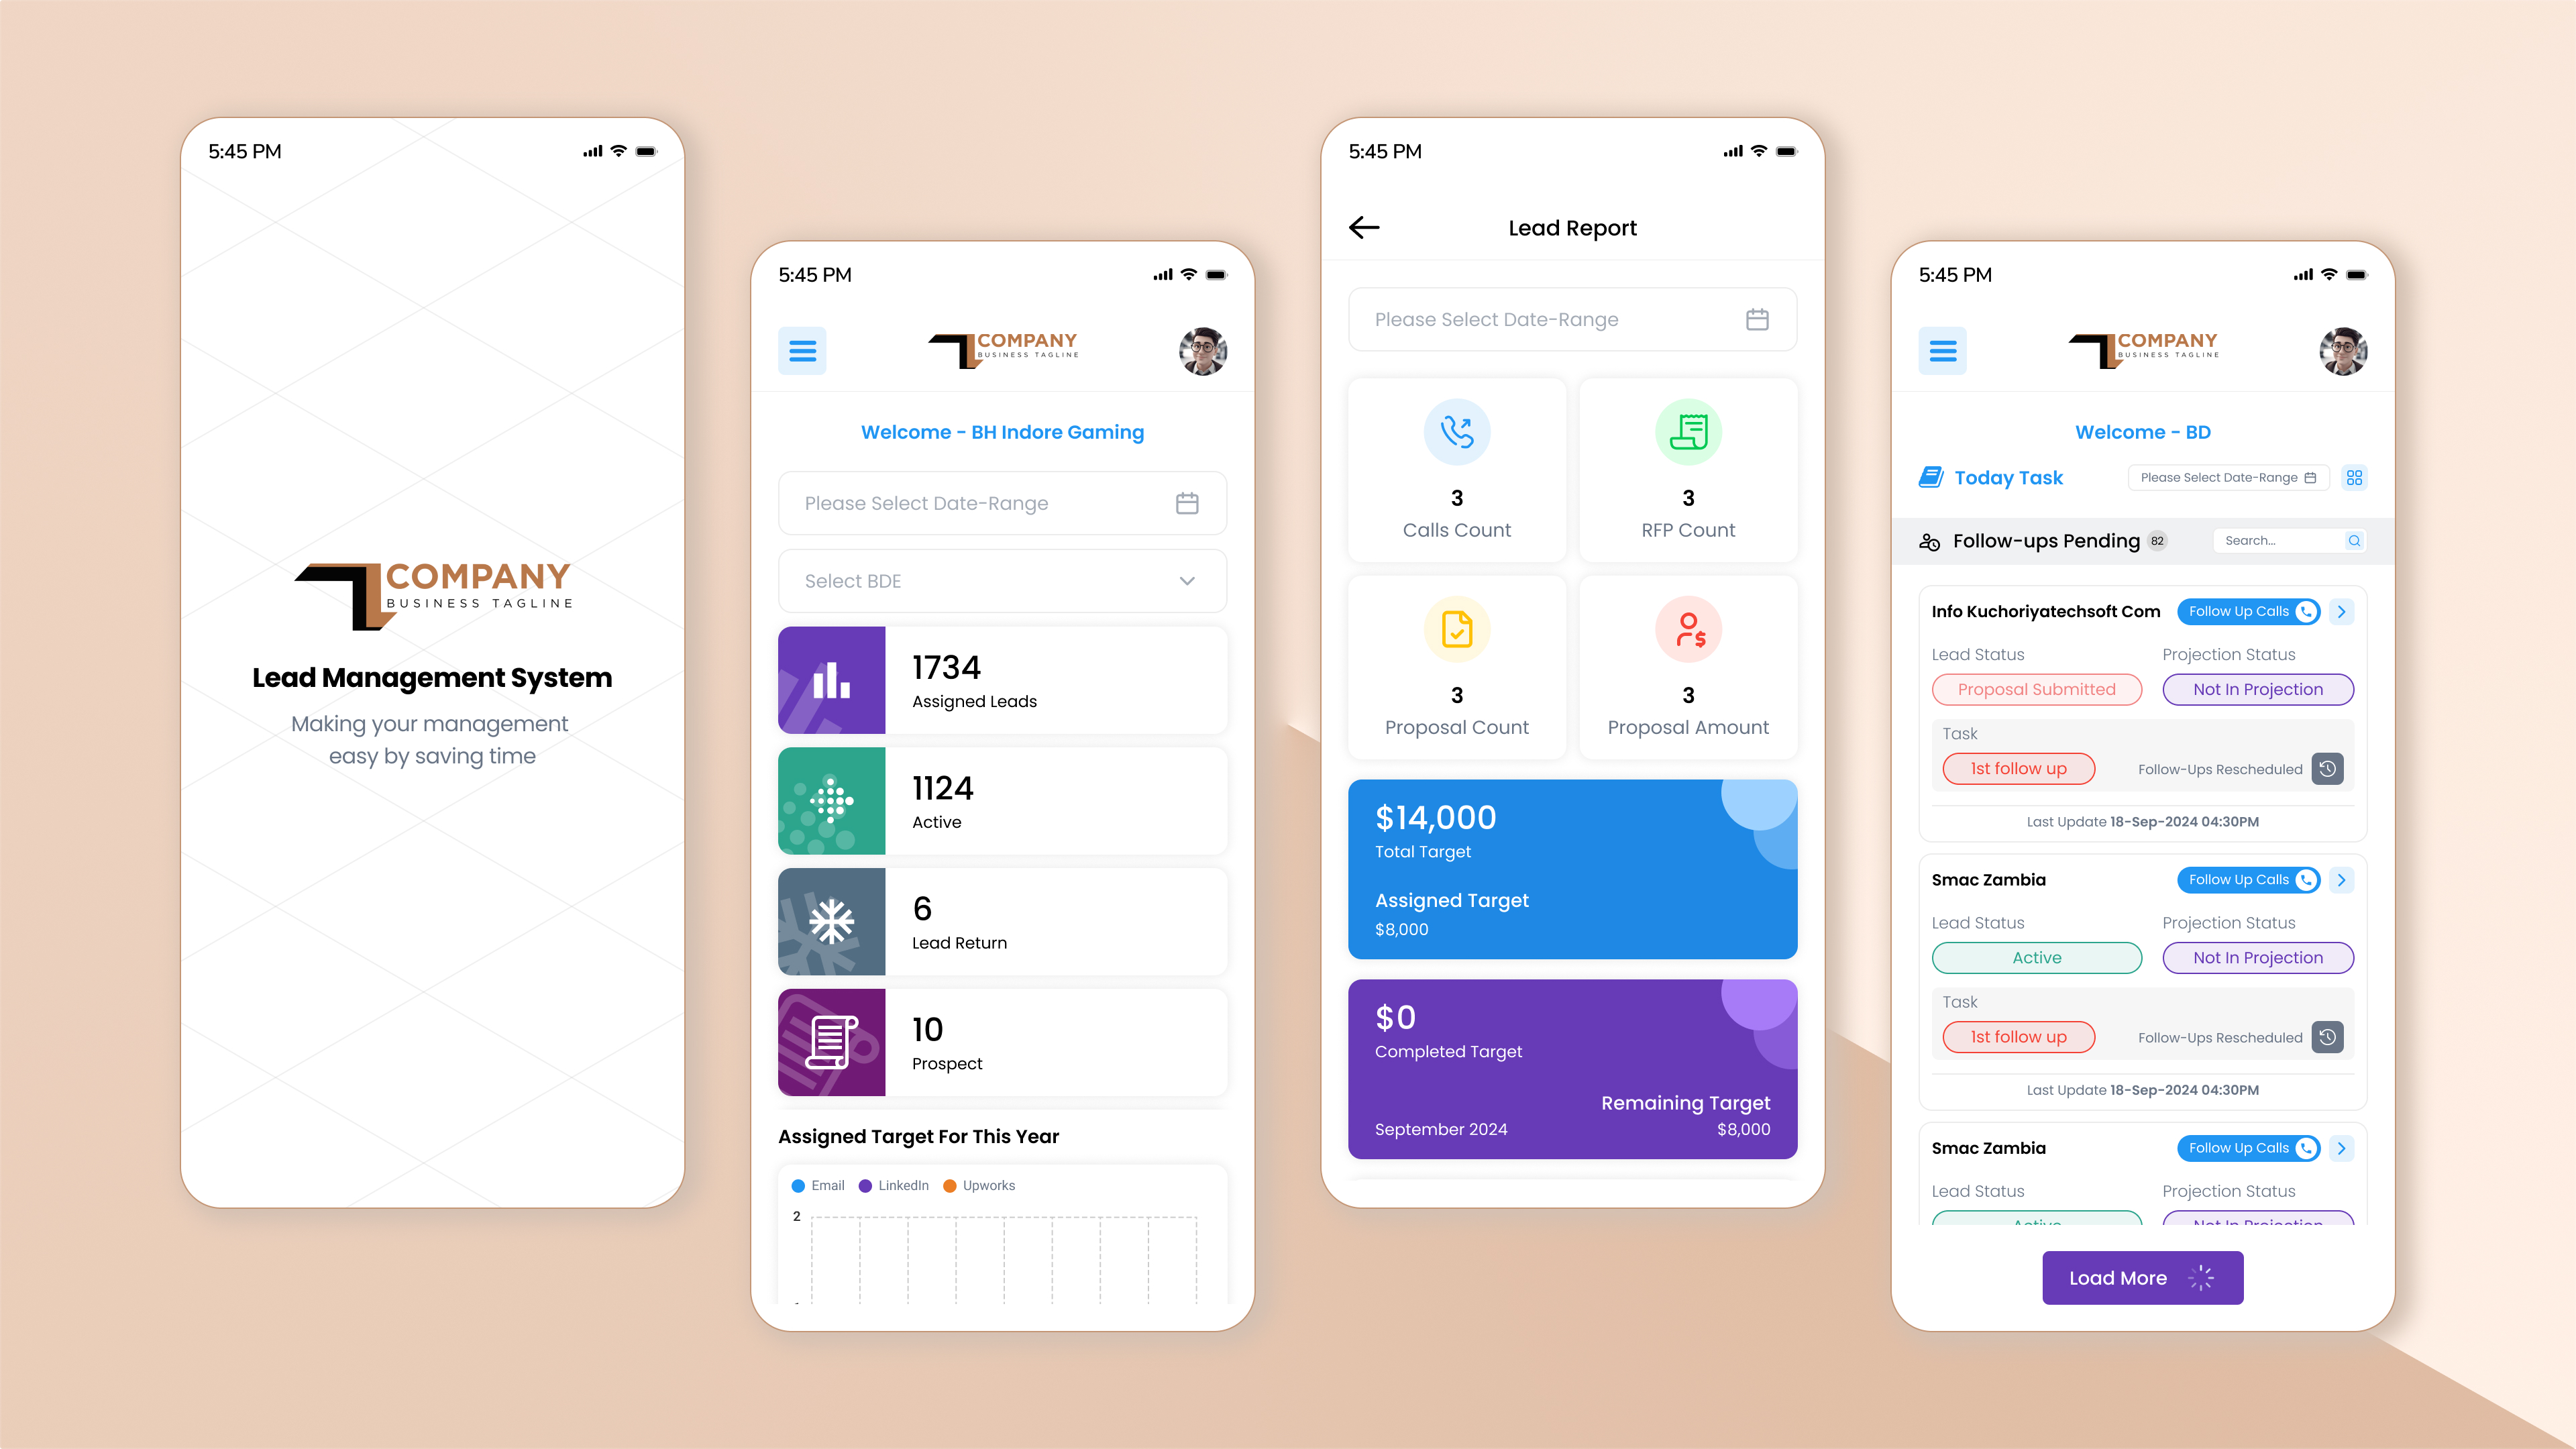 5:45 PM
COMPANY
BUSINESS TAGLINE
Lead Management System
Making your management
easy by saving time
5:45 PM
COMPANY
BUSINESS TAGLINE
Welcome - BH Indore Gaming
Please Select Date-Range
Select BDE
1734
Assigned Leads
1124
Active
6
Lead Return
10
Prospect
Assigned Target For This Year
Email LinkedIn Upworks
2
5:45 PM
Lead Report
Please Select Date-Range
3
Calls Count
3
RFP Count
3
Proposal Count
3
Proposal Amount
$14,000
Total Target
Assigned Target
$8,000
$0
Completed Target
Remaining Target
September 2024 $8,000
5:45 PM
COMPANY
BUSINESS TAGLINE
Welcome - BD
Today Task Please Select Date-Range
Follow-ups Pending 82 Search...
Info Kuchoriyatechsoft Com Follow Up Calls
Lead Status Projection Status
Proposal Submitted Not In Projection
Task
1st follow up Follow-Ups Rescheduled
Last Update 18-Sep-2024 04:30PM
Smac Zambia Follow Up Calls
Lead Status Projection Status
Active Not In Projection
Task
1st follow up Follow-Ups Rescheduled
Last Update 18-Sep-2024 04:30PM
Smac Zambia Follow Up Calls
Lead Status Projection Status
Active Not In Projection
Load More